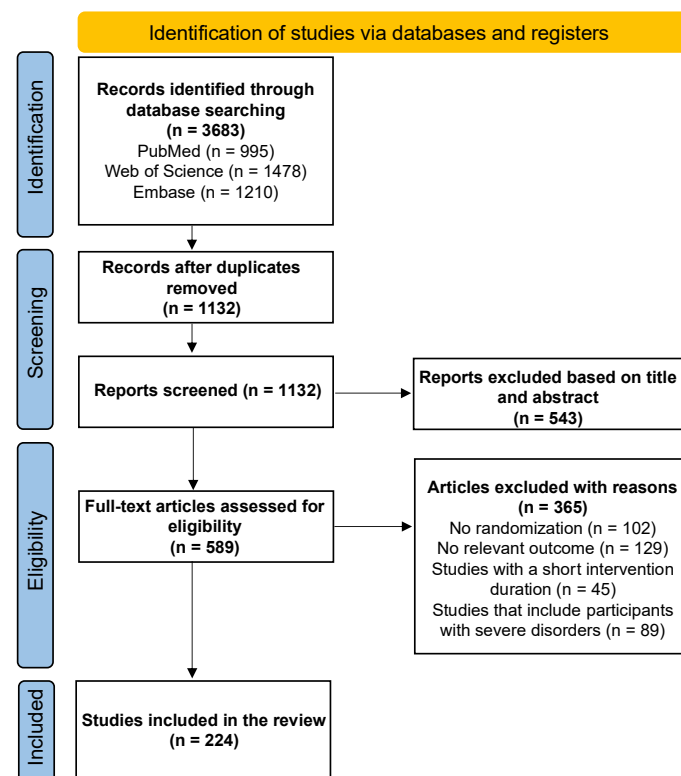 Identification of studies via databases and registers
Identification
Records identified through
database searching
(n = 3683)
PubMed (n = 995)
Web of Science (n = 1478)
Embase (n = 1210)
Screening
Records after duplicates
removed
(n = 1132)
Reports screened (n = 1132)
Reports excluded based on title
and abstract
(n = 543)
Eligibility
Full-text articles assessed for
eligibility
(n = 589)
Articles excluded with reasons
(n = 365)
No randomization (n = 102)
No relevant outcome (n = 129)
Studies with a short intervention
duration (n = 45)
Studies that include participants
with severe disorders (n = 89)
Included
Studies included in the review
(n = 224)